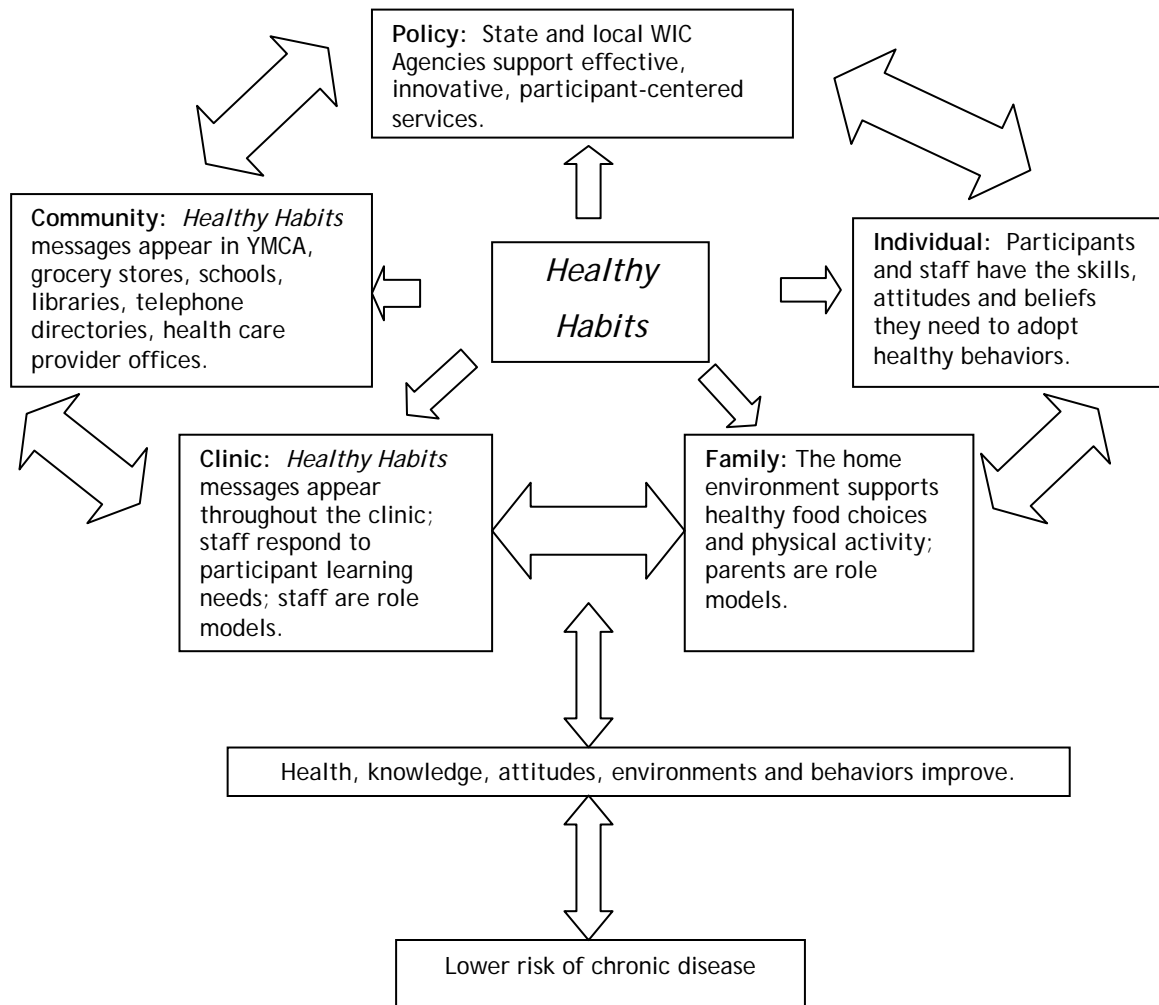 Policy: State and local WIC
Agencies support effective,
innovative, participant-centered
services.
Community: Healthy Habits
messages appear in YMCA,
grocery stores, schools,
libraries, telephone
directories, health care
provider offices.
Healthy
Habits
Individual: Participants
and staff have the skills,
attitudes and beliefs
they need to adopt
healthy behaviors.
Clinic: Healthy Habits
messages appear
throughout the clinic;
staff respond to
participant learning
needs; staff are role
models.
Family: The home
environment supports
healthy food choices
and physical activity;
parents are role
models.
Health, knowledge, attitudes, environments and behaviors improve.
Lower risk of chronic disease